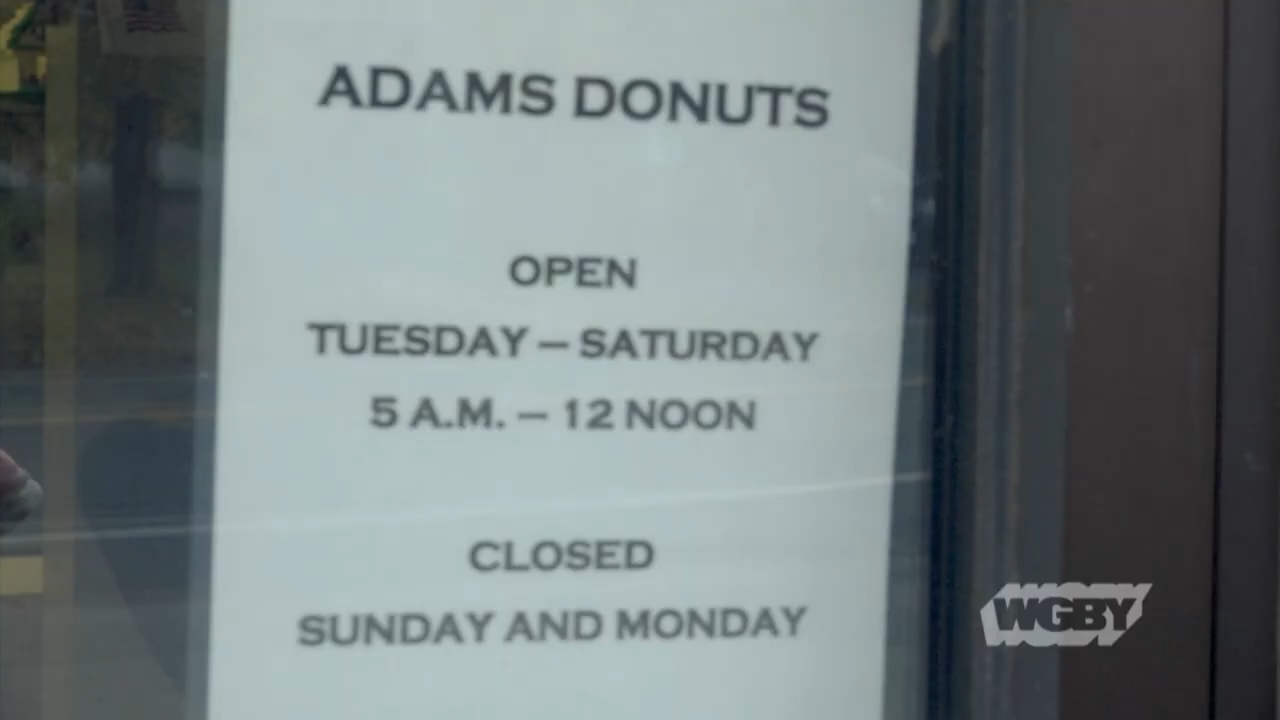 ADAMS DONUTS
OPEN
TUESDAY – SATURDAY
5 A.M. – 12 NOON
CLOSED
SUNDAY AND MONDAY
WGBY